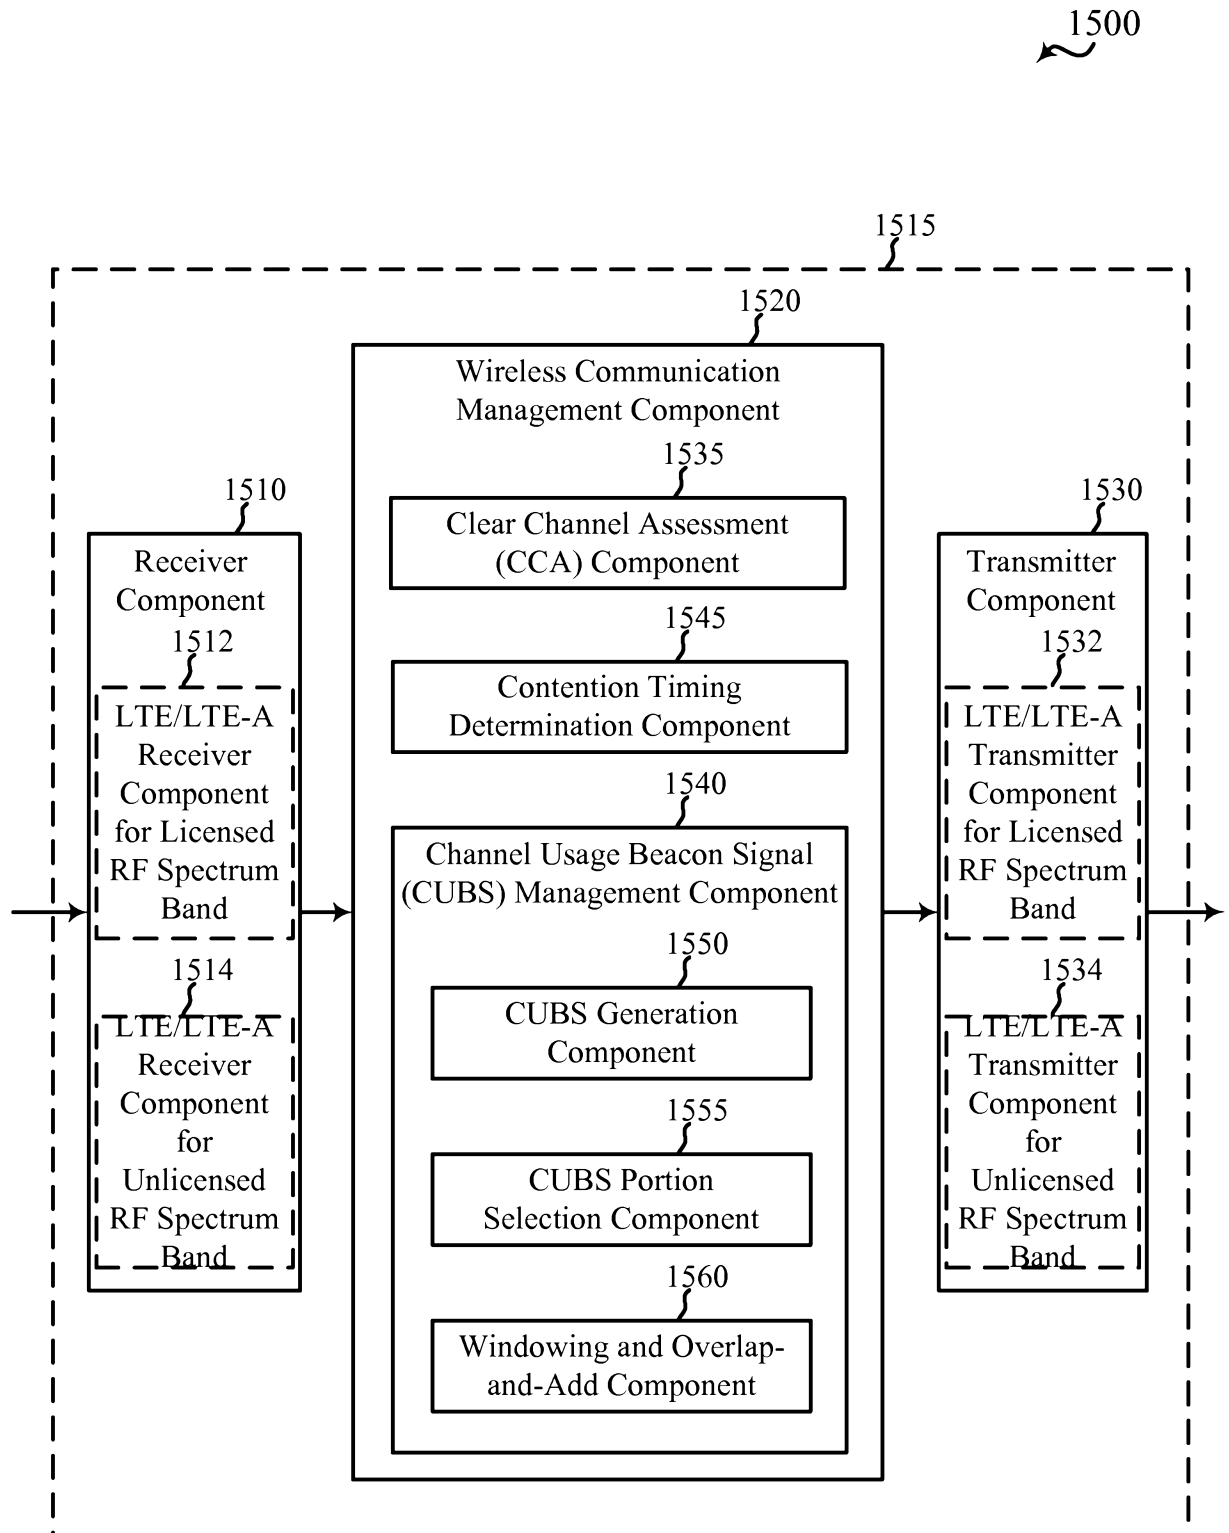 1500
1515
1520
Wireless Communication
Management Component
1535
Clear Channel Assessment
(CCA) Component
1545
Contention Timing
Determination Component
1540
Channel Usage Beacon Signal
(CUBS) Management Component
1550
CUBS Generation
Component
1555
CUBS Portion
Selection Component
1560
Windowing and Overlap-
and-Add Component
1510
Receiver
Component
1512
LTE/LTE-A
Receiver
Component
for Licensed
RF Spectrum
Band
1514
LTE/LTE-A
Receiver
Component
for
Unlicensed
RF Spectrum
Band
1530
Transmitter
Component
1532
LTE/LTE-A
Transmitter
Component
for Licensed
RF Spectrum
Band
1534
LTE/LTE-A
Transmitter
Component
for
Unlicensed
RF Spectrum
Band